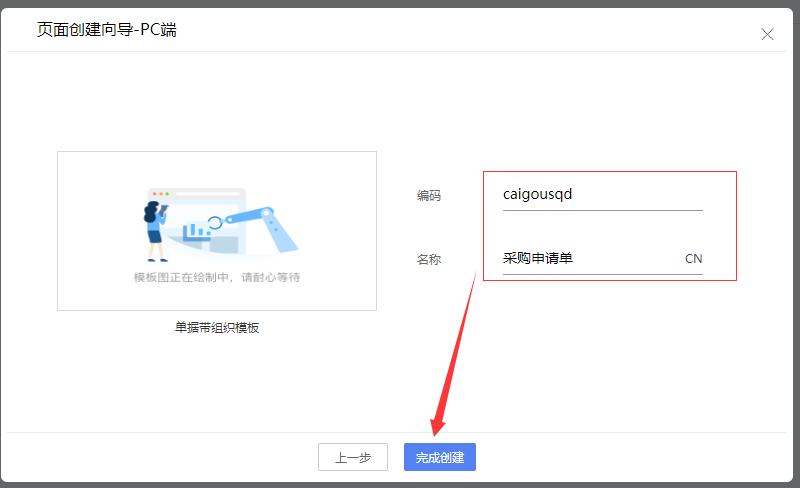 页面创建向导-PC端
模板图正在绘制中，请耐心等待
单据带组织模板
编码 caigousqd
名称 采购申请单 CN
上一步 完成创建